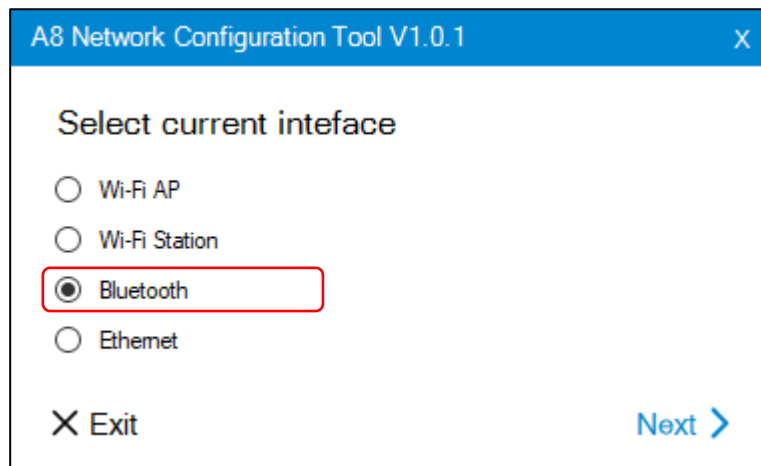 A8 Network Configuration Tool V1.0.1 X
Select current inteface
Wi-Fi AP
Wi-Fi Station
Bluetooth
Ethernet
Exit Next